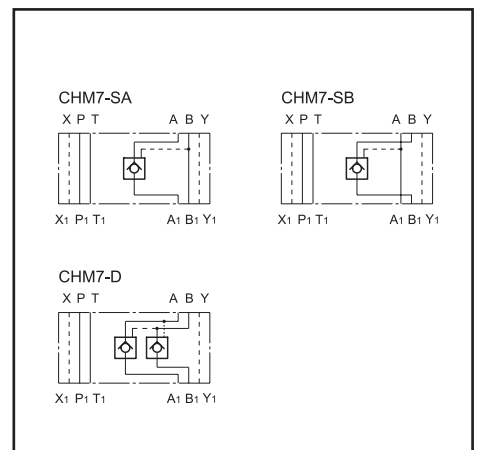 CHM7-SA
X P T A B Y
X1 P1 T1 A1 B1 Y1
CHM7-SB
X P T A B Y
X1 P1 T1 A1 B1 Y1
CHM7-D
X P T A B Y
X1 P1 T1 A1 B1 Y1